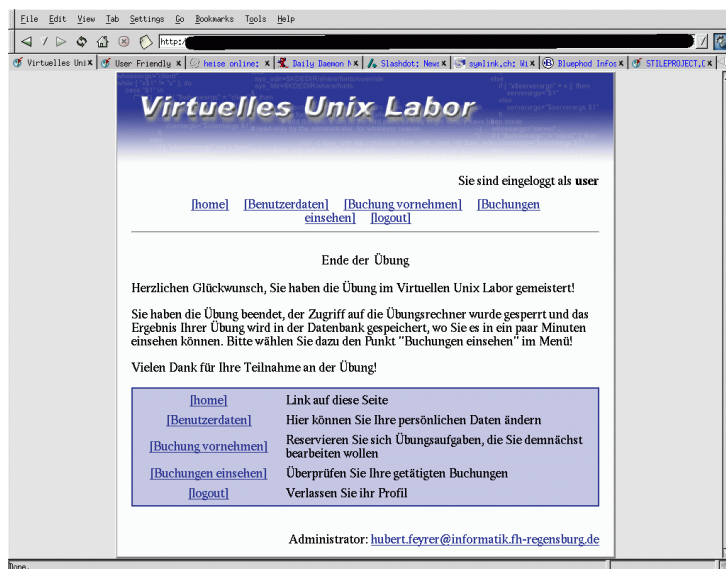 File Edit View Tab Settings Go Bookmarks Tools Help
http:/
Virtuelles Uni User Friendly heise online: Daily Daemon N Slashdot: News symlink.ch: Wi Bluephod Infos STILEPROJECT.C
Virtuelles Unix Labor
Sie sind eingeloggt als user
[home] [Benutzerdaten] [Buchung vornehmen] [Buchungen
einsehen] [logout]
Ende der Übung
Herzlichen Glückwunsch, Sie haben die Übung im Virtuellen Unix Labor gemeistert!
Sie haben die Übung beendet, der Zugriff auf die Übungsrechner wurde gesperrt und das
Ergebnis Ihrer Übung wird in der Datenbank gespeichert, wo Sie es in ein paar Minuten
einsehen können. Bitte wählen Sie dazu den Punkt "Buchungen einsehen" im Menü!
Vielen Dank für Ihre Teilnahme an der Übung!
[home] Link auf diese Seite
[Benutzerdaten] Hier können Sie Ihre persönlichen Daten ändern
[Buchung vornehmen] Reservieren Sie sich Übungsaufgaben, die Sie demnächst
bearbeiten wollen
[Buchungen einsehen] Überprüfen Sie Ihre getätigten Buchungen
[logout] Verlassen Sie ihr Profil
Administrator: hubert.feyrer@informatik.fh-regensburg.de
Done.